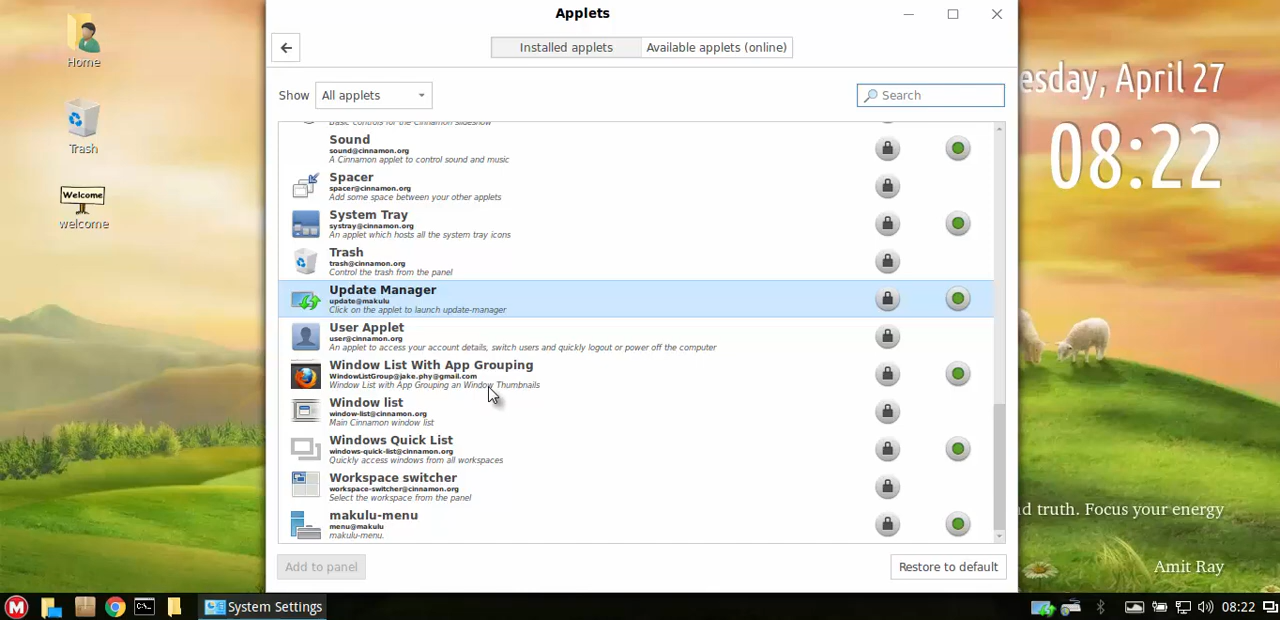 Applets
Installed applets
Available applets (online)
Show
All applets
Search
Basic controls for the Cinnamon slideshow
Sound
sound@cinnamon.org
A Cinnamon applet to control sound and music
Spacer
spacer@cinnamon.org
Add some space between your other applets
System Tray
systray@cinnamon.org
An applet which hosts all the system tray icons
Trash
trash@cinnamon.org
Control the trash from the panel
Update Manager
update@makulu
Click on the applet to launch update-manager
User Applet
user@cinnamon.org
An applet to access your account details, switch users and quickly logout or power off the computer
Window List With App Grouping
WindowListGroup@jake.phy@gmail.com
Window List with App Grouping an Window Thumbnails
Window list
window-list@cinnamon.org
Main Cinnamon window list
Windows Quick List
windows-quick-list@cinnamon.org
Quickly access windows from all workspaces
Workspace switcher
workspace-switcher@cinnamon.org
Select the workspace from the panel
makulu-menu
menu@makulu
makulu-menu.
Add to panel
Restore to default
Home
Trash
Welcome
welcome
esday, April 27
08:22
d truth. Focus your energy
Amit Ray
M
System Settings
08:22